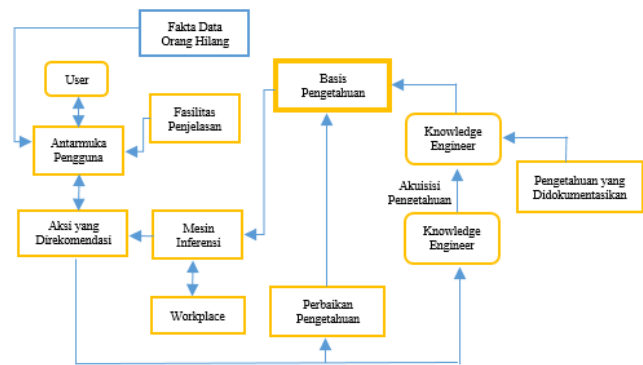 Fakta Data
Orang Hilang
User
Basis
Pengetahuan
Fasilitas
Penjelasan
Antarmuka
Pengguna
Knowledge
Engineer
Pengetahuan yang
Didokumentasikan
Akuisisi
Pengetahuan
Aksi yang
Direkomendasi
Mesin
Inferensi
Knowledge
Engineer
Workplace
Perbaikan
Pengetahuan